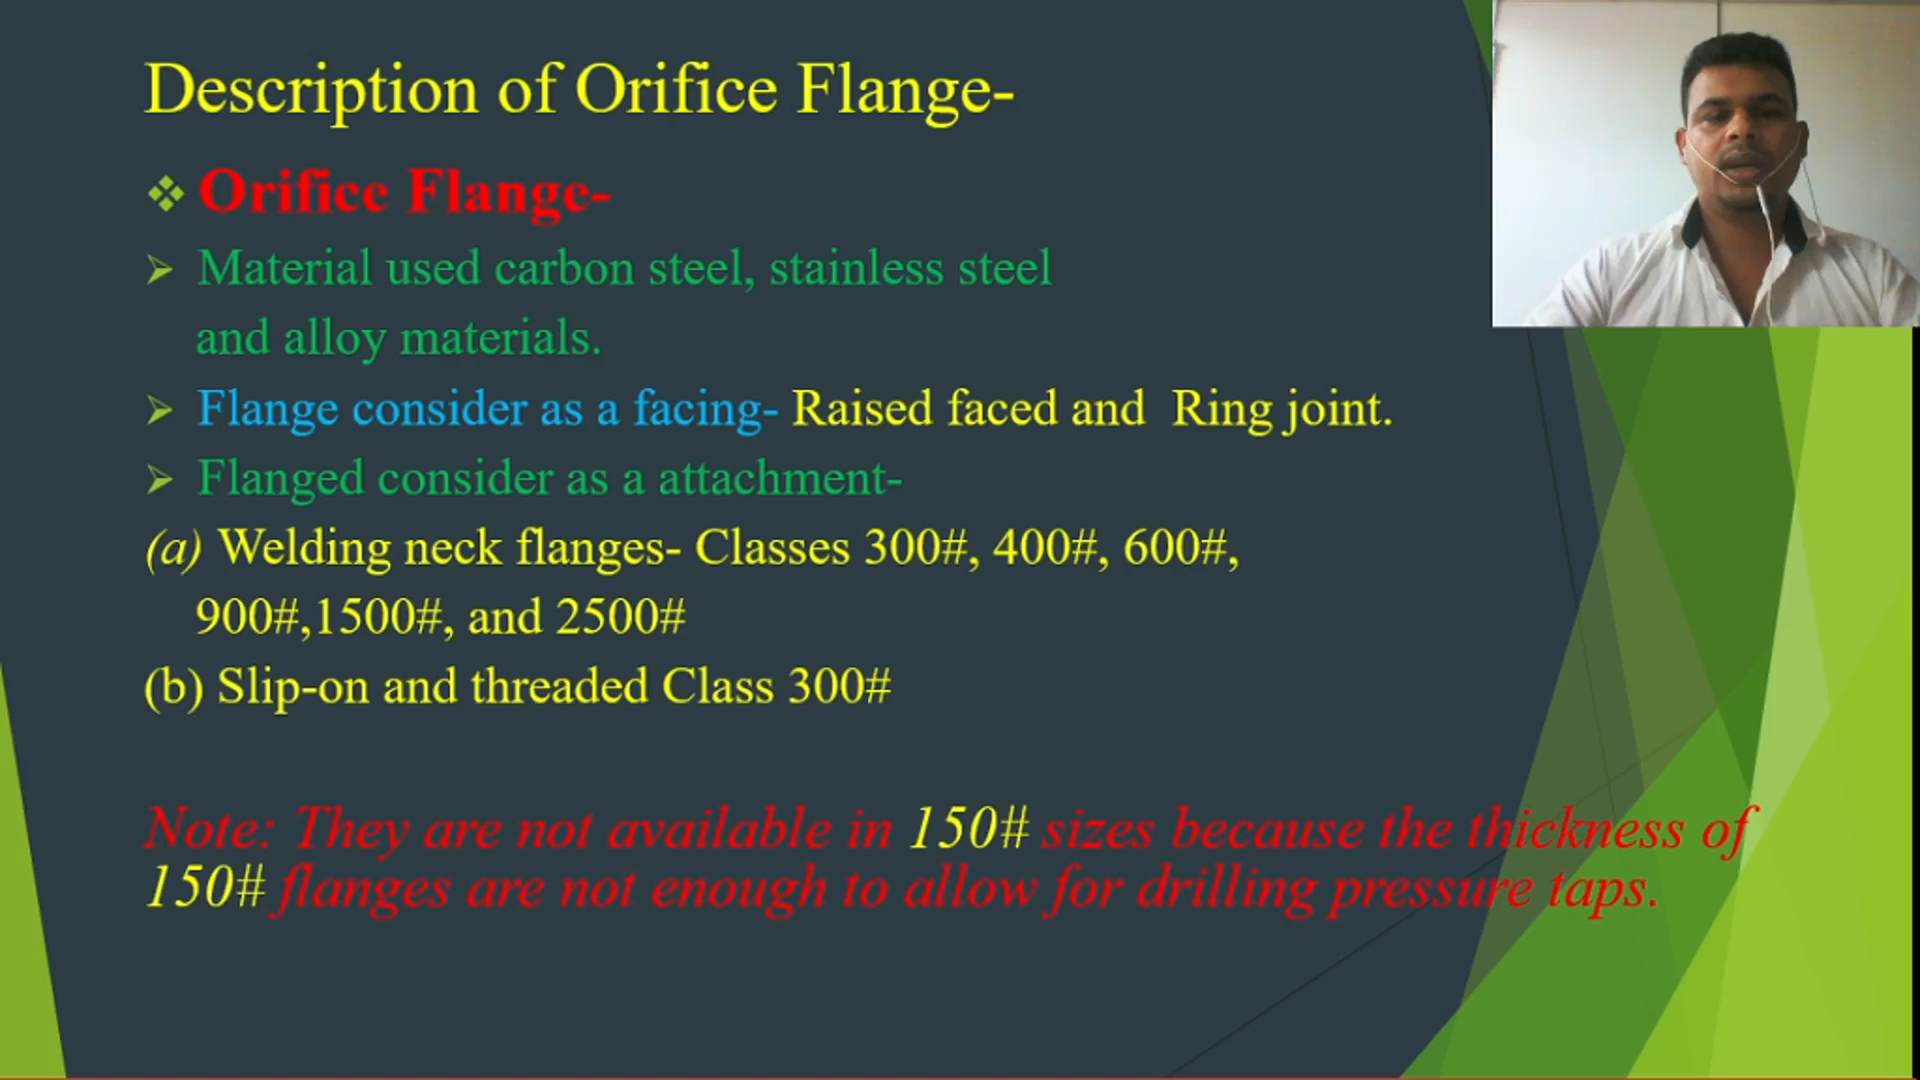 Description of Orifice Flange-
Orifice Flange-
Material used carbon steel, stainless steel
and alloy materials.
Flange consider as a facing- Raised faced and Ring joint.
Flanged consider as a attachment-
(a) Welding neck flanges- Classes 300#, 400#, 600#,
900#,1500#, and 2500#
(b) Slip-on and threaded Class 300#
Note: They are not available in 150# sizes because the thickness of
150# flanges are not enough to allow for drilling pressure taps.